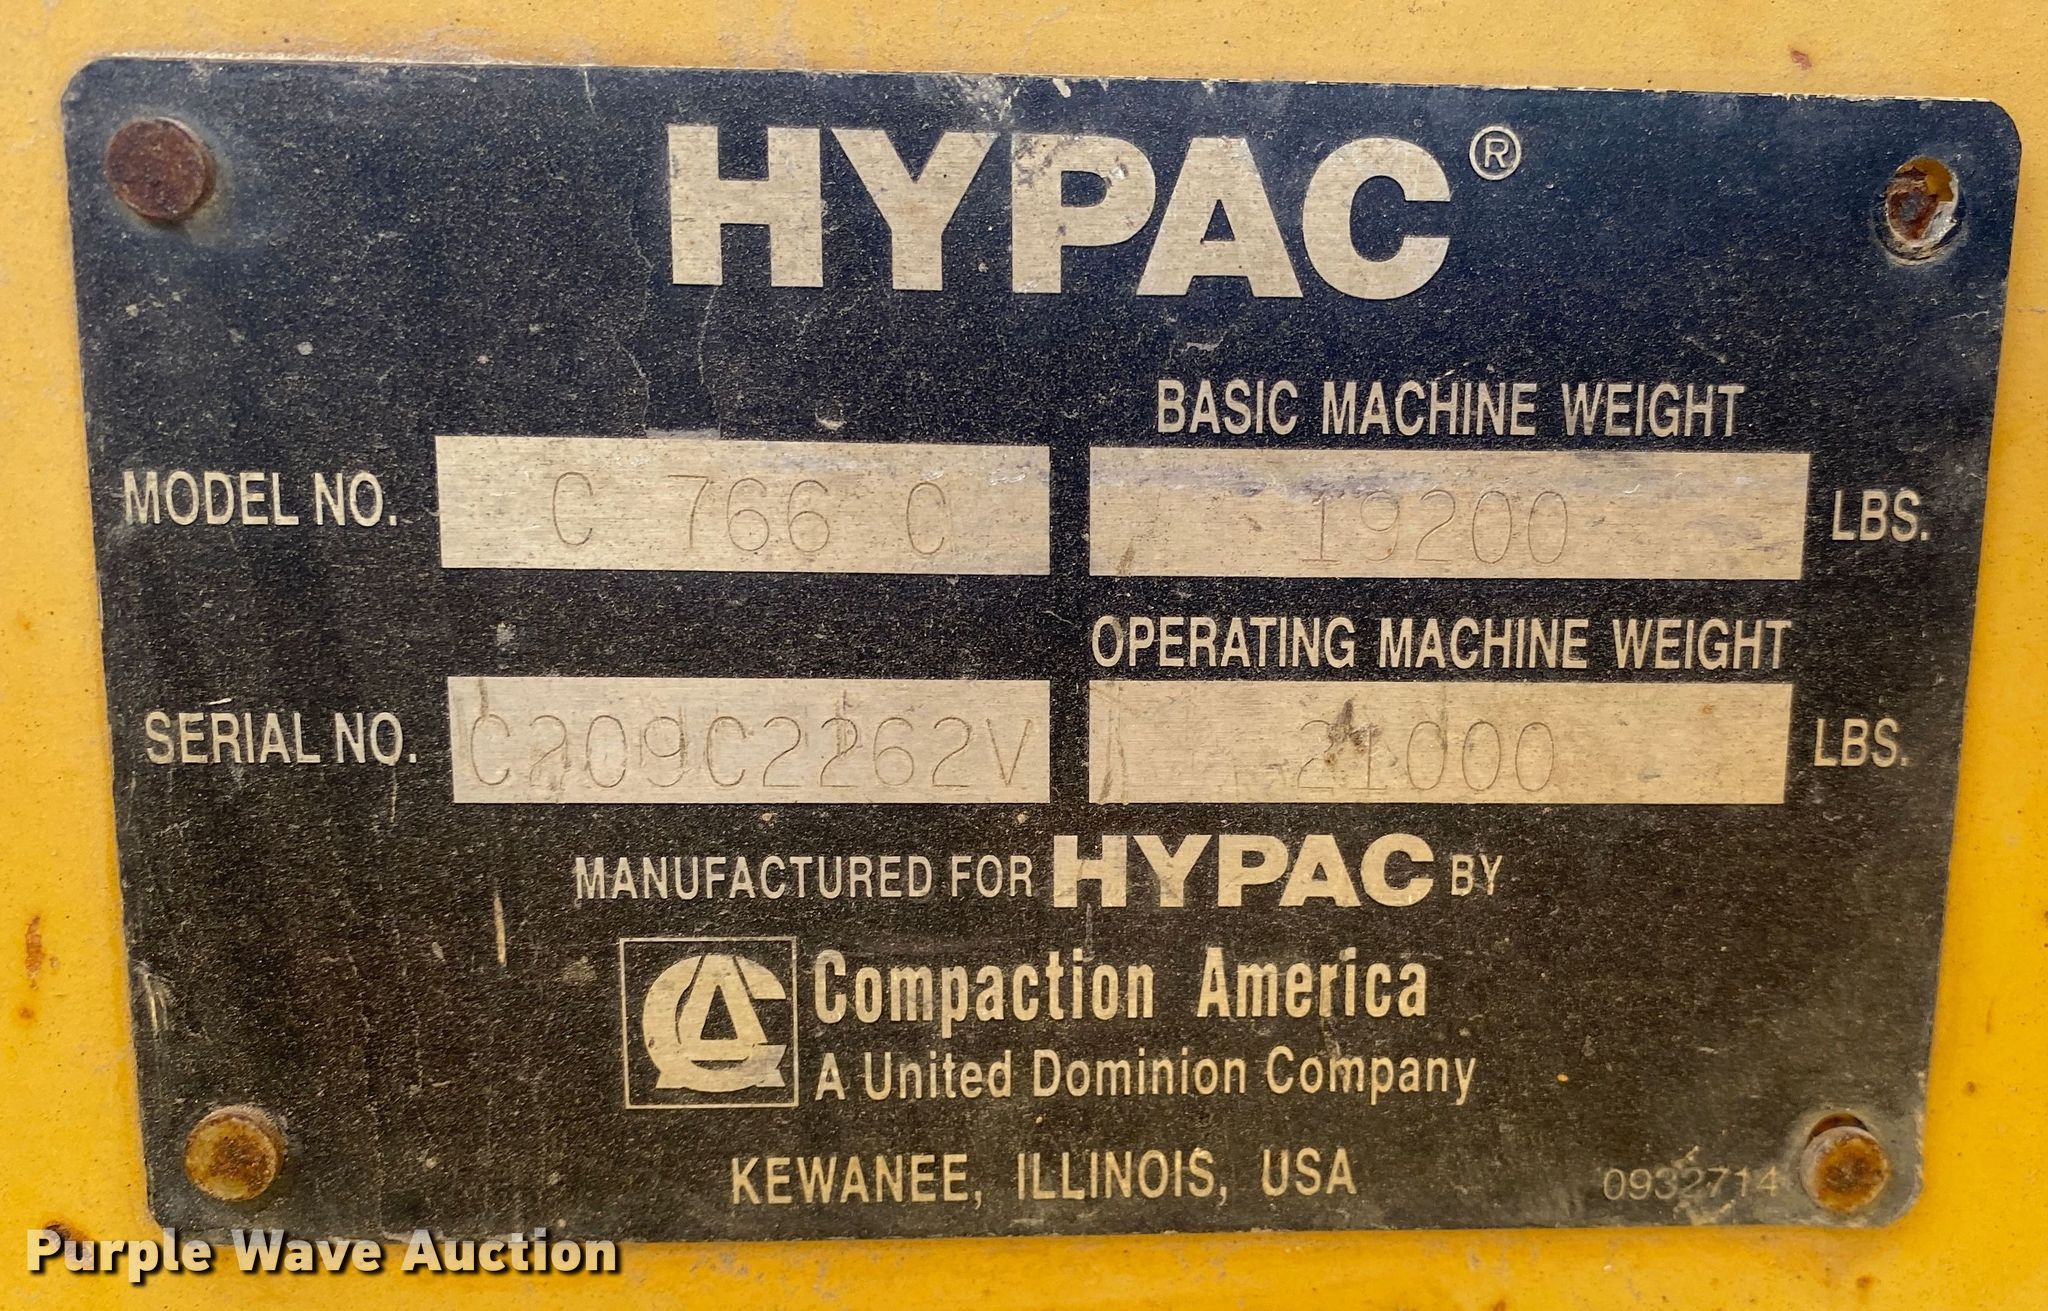 HYPAC®
BASIC MACHINE WEIGHT
MODEL NO. C 766 C 19200 LBS.
OPERATING MACHINE WEIGHT
SERIAL NO. C209C2262V 21000 LBS.
MANUFACTURED FOR HYPAC BY
CA Compaction America
A United Dominion Company
KEWANEE, ILLINOIS, USA
0932714
Purple Wave Auction